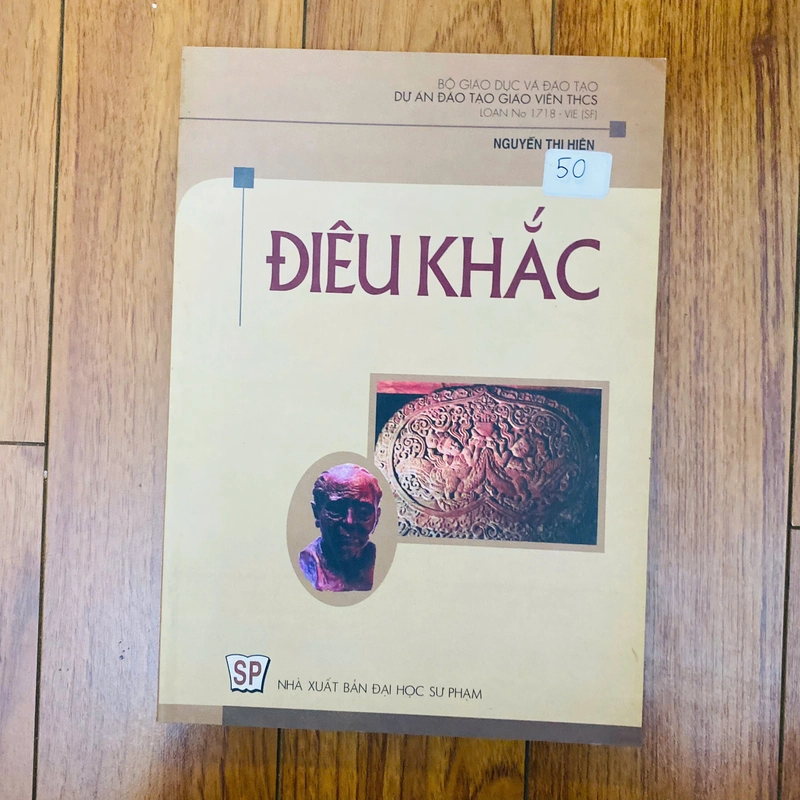 BỘ GIÁO DỤC VÀ ĐÀO TẠO
DỰ ÁN ĐÀO TẠO GIÁO VIÊN THCS
LOAN No 1718 - VIE (SF)
NGUYỄN THỊ HIÊN
50
ĐIÊU KHẮC
SP
NHÀ XUẤT BẢN ĐẠI HỌC SƯ PHẠM